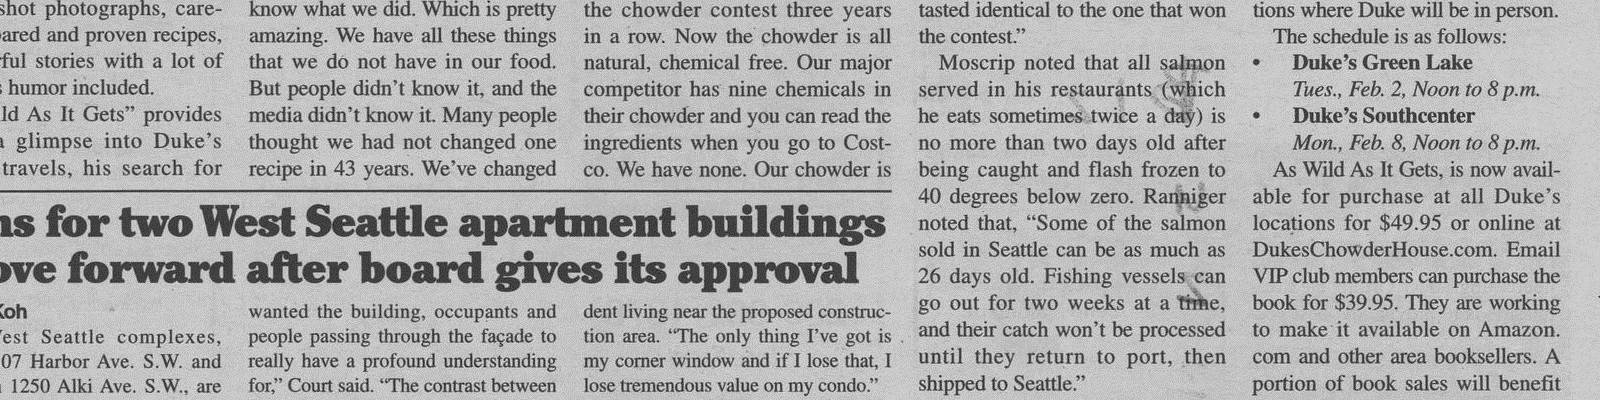 shot photographs, care-
ared and proven recipes,
rful stories with a lot of
s humor included.
ld As It Gets” provides
a glimpse into Duke’s
travels, his search for
know what we did. Which is pretty
amazing. We have all these things
that we do not have in our food.
But people didn’t know it, and the
media didn’t know it. Many people
thought we had not changed one
recipe in 43 years. We’ve changed
the chowder contest three years
in a row. Now the chowder is all
natural, chemical free. Our major
competitor has nine chemicals in
their chowder and you can read the
ingredients when you go to Cost-
co. We have none. Our chowder is
tasted identical to the one that won
the contest.”
Moscrip noted that all salmon
served in his restaurants (which
he eats sometimes twice a day) is
no more than two days old after
being caught and flash frozen to
40 degrees below zero. Ranniger
noted that, “Some of the salmon
sold in Seattle can be as much as
26 days old. Fishing vessels can
go out for two weeks at a time,
and their catch won’t be processed
until they return to port, then
shipped to Seattle.”
tions where Duke will be in person.
The schedule is as follows:
• Duke’s Green Lake
Tues., Feb. 2, Noon to 8 p.m.
• Duke’s Southcenter
Mon., Feb. 8, Noon to 8 p.m.
As Wild As It Gets, is now avail-
able for purchase at all Duke’s
locations for $49.95 or online at
DukesChowderHouse.com. Email
VIP club members can purchase the
book for $39.95. They are working
to make it available on Amazon.
com and other area booksellers. A
portion of book sales will benefit
ns for two West Seattle apartment buildings
ove forward after board gives its approval
Koh
est Seattle complexes,
07 Harbor Ave. S.W. and
1250 Alki Ave. S.W., are
wanted the building, occupants and
people passing through the façade to
really have a profound understanding
for,” Court said. “The contrast between
dent living near the proposed construc-
tion area. “The only thing I’ve got is
my corner window and if I lose that, I
lose tremendous value on my condo.”